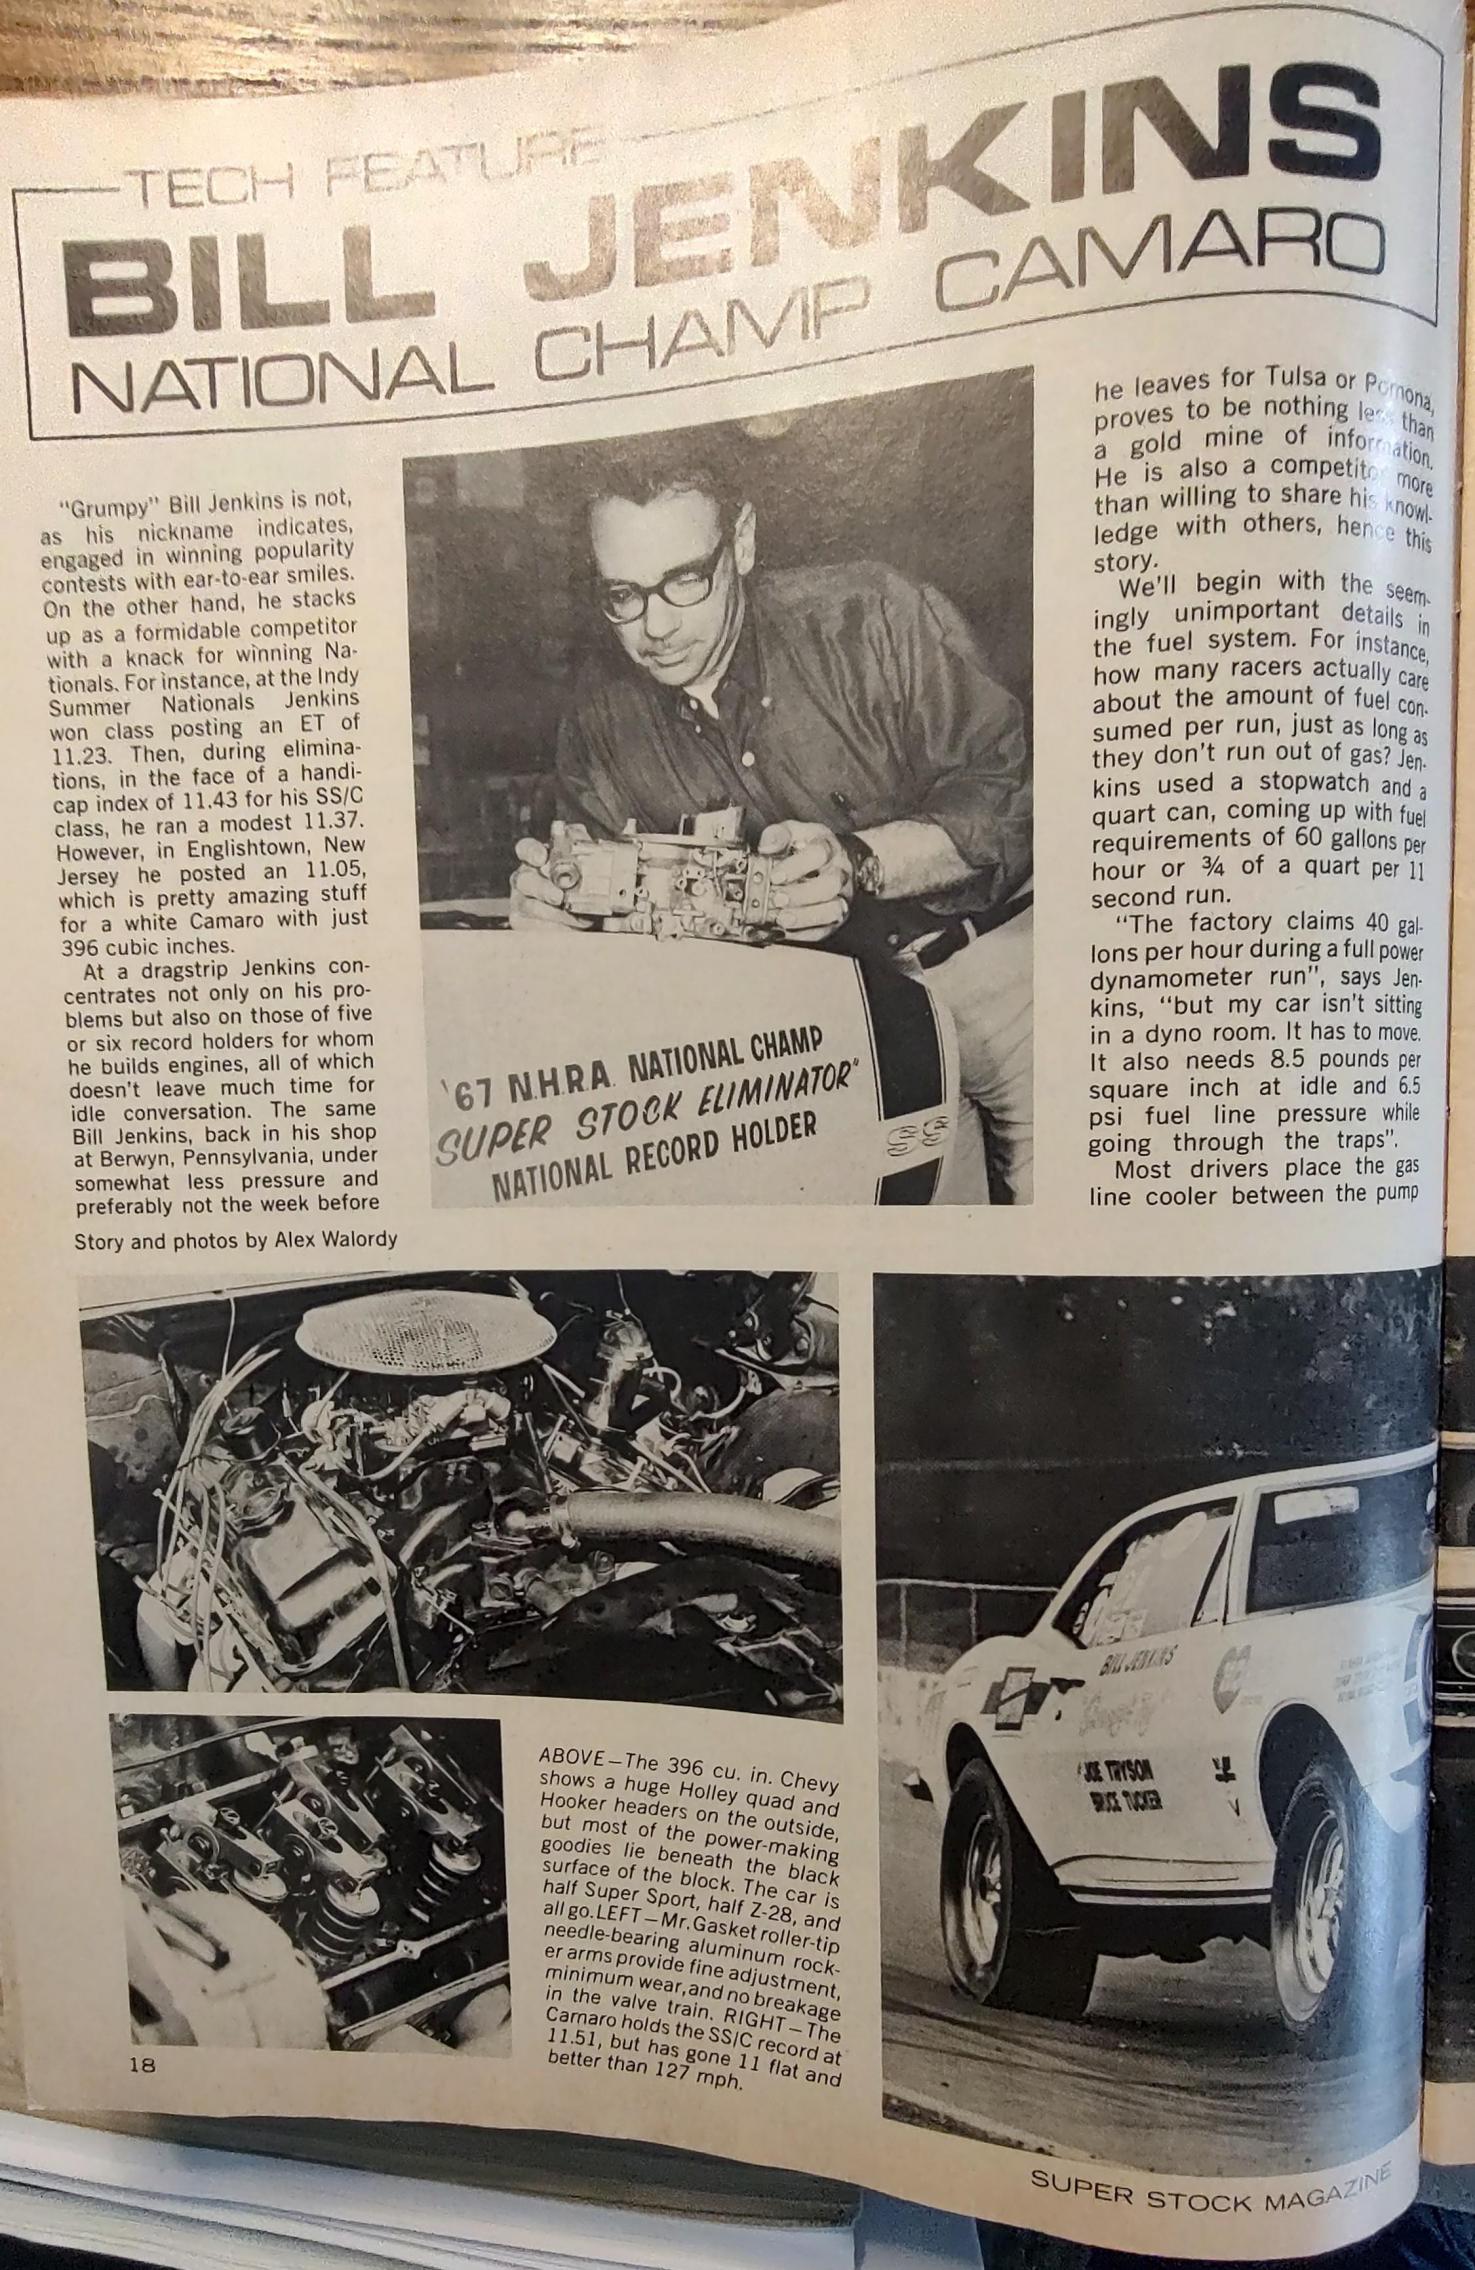 TECH FEATURE
BILL JENKINS
NATIONAL CHAMP CAMARO
"Grumpy" Bill Jenkins is not,
as his nickname indicates,
engaged in winning popularity
contests with ear-to-ear smiles.
On the other hand, he stacks
up as a formidable competitor
with a knack for winning Na-
tionals. For instance, at the Indy
Summer Nationals Jenkins
won class posting an ET of
11.23. Then, during elimina-
tions, in the face of a handi-
cap index of 11.43 for his SS/C
class, he ran a modest 11.37.
However, in Englishtown, New
Jersey he posted an 11.05,
which is pretty amazing stuff
for a white Camaro with just
396 cubic inches.
At a dragstrip Jenkins con-
centrates not only on his pro-
blems but also on those of five
or six record holders for whom
he builds engines, all of which
doesn't leave much time for
idle conversation. The same
Bill Jenkins, back in his shop
at Berwyn, Pennsylvania, under
somewhat less pressure and
preferably not the week before
Story and photos by Alex Walordy
'67 N.H.R.A. NATIONAL CHAMP
"SUPER STOCK ELIMINATOR"
NATIONAL RECORD HOLDER
SS SS
he leaves for Tulsa or Pomona,
proves to be nothing less than
a gold mine of information.
He is also a competitor more
than willing to share his knowl-
ledge with others, hence this
story.
We'll begin with the seem-
ingly unimportant details in
the fuel system. For instance,
how many racers actually care
about the amount of fuel con-
sumed per run, just as long as
they don't run out of gas? Jen-
kins used a stopwatch and a
quart can, coming up with fuel
requirements of 60 gallons per
hour or ¾ of a quart per 11
second run.
"The factory claims 40 gal-
lons per hour during a full power
dynamometer run", says Jen-
kins, "but my car isn't sitting
in a dyno room. It has to move.
It also needs 8.5 pounds per
square inch at idle and 6.5
psi fuel line pressure while
going through the traps".
Most drivers place the gas
line cooler between the pump
ABOVE—The 396 cu. in. Chevy
shows a huge Holley quad and
Hooker headers on the outside,
but most of the power-making
goodies lie beneath the black
surface of the block. The car is
half Super Sport, half Z-28, and
all go. LEFT—Mr. Gasket roller-tip
needle-bearing aluminum rock-
er arms provide fine adjustment,
minimum wear, and no breakage
in the valve train. RIGHT—The
Camaro holds the SS/C record at
11.51, but has gone 11 flat and
better than 127 mph.
BILL JENKINS
JOE TRYSON
BRUCE TUCKER
18
SUPER STOCK MAGAZINE